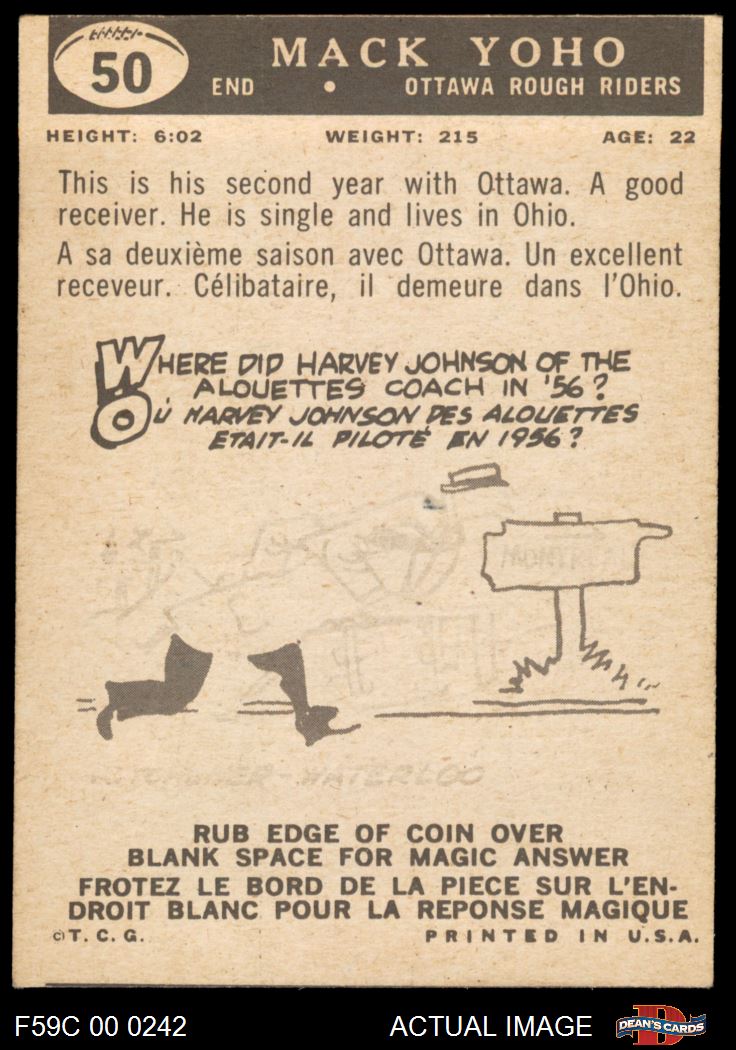 50
MACK YOHO
END • OTTAWA ROUGH RIDERS
HEIGHT: 6:02 WEIGHT: 215 AGE: 22
This is his second year with Ottawa. A good
receiver. He is single and lives in Ohio.
A sa deuxième saison avec Ottawa. Un excellent
receveur. Célibataire, il demeure dans l'Ohio.
WHERE DID HARVEY JOHNSON OF THE
ALOUETTES COACH IN '56?
OÙ HARVEY JOHNSON DES ALOUETTES
ETAIT-IL PILOTÉ EN 1956?
MONTREAL
KITCHENER-WATERLOO
RUB EDGE OF COIN OVER
BLANK SPACE FOR MAGIC ANSWER
FROTEZ LE BORD DE LA PIECE SUR L'EN-
DROIT BLANC POUR LA REPONSE MAGIQUE
©T.C.G. PRINTED IN U.S.A.
F59C 00 0242 ACTUAL IMAGE DEAN'S CARDS